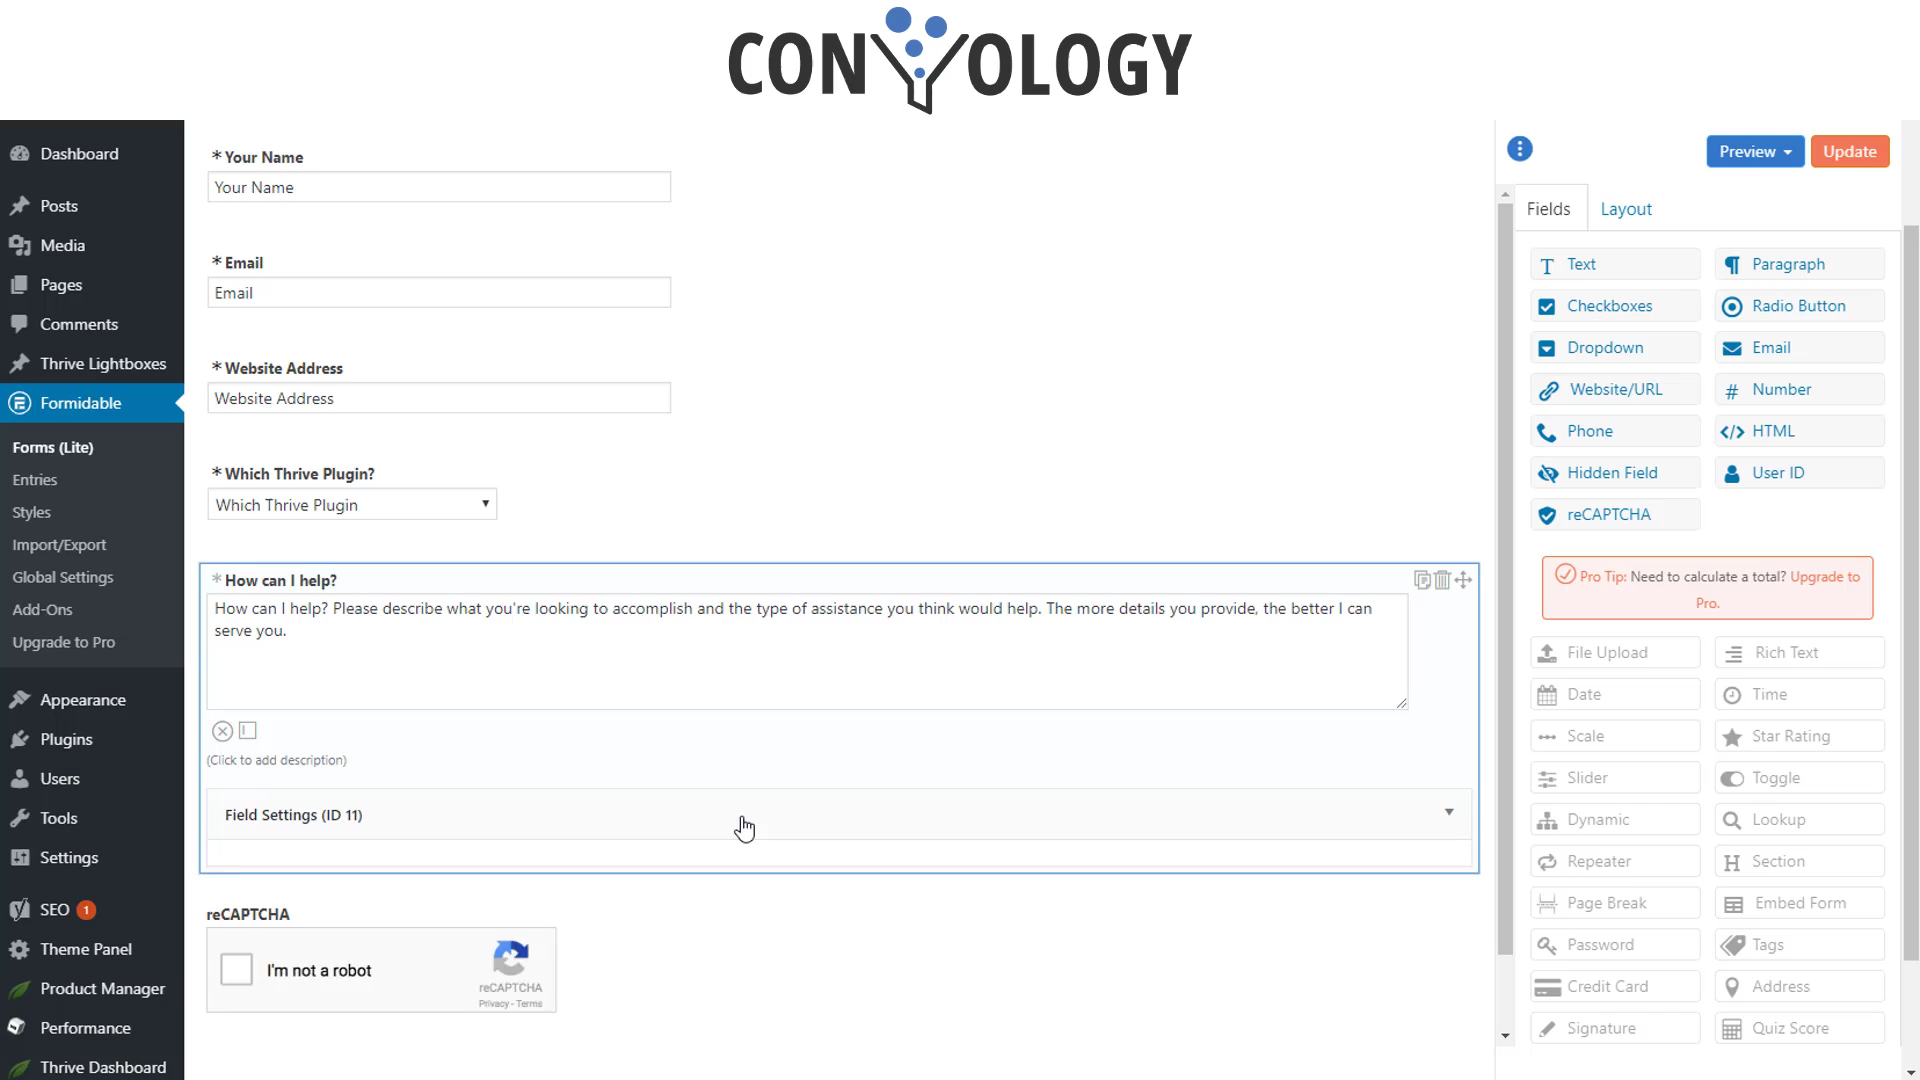 CONVOLOGY
Dashboard
Posts
Media
Pages
Comments
Thrive Lightboxes
Formidable
Forms (Lite)
Entries
Styles
Import/Export
Global Settings
Add-Ons
Upgrade to Pro
Appearance
Plugins
Users
Tools
Settings
SEO 1
Theme Panel
Product Manager
Performance
Thrive Dashboard
* Your Name
Your Name
* Email
Email
* Website Address
Website Address
* Which Thrive Plugin?
Which Thrive Plugin
* How can I help?
How can I help? Please describe what you're looking to accomplish and the type of assistance you think would help. The more details you provide, the better I can
serve you.
(Click to add description)
Field Settings (ID 11)
reCAPTCHA
I'm not a robot
reCAPTCHA
Privacy - Terms
Preview
Update
Fields Layout
Text Paragraph
Checkboxes Radio Button
Dropdown Email
Website/URL Number
Phone HTML
Hidden Field User ID
reCAPTCHA
Pro Tip: Need to calculate a total? Upgrade to
Pro.
File Upload Rich Text
Date Time
Scale Star Rating
Slider Toggle
Dynamic Lookup
Repeater Section
Page Break Embed Form
Password Tags
Credit Card Address
Signature Quiz Score